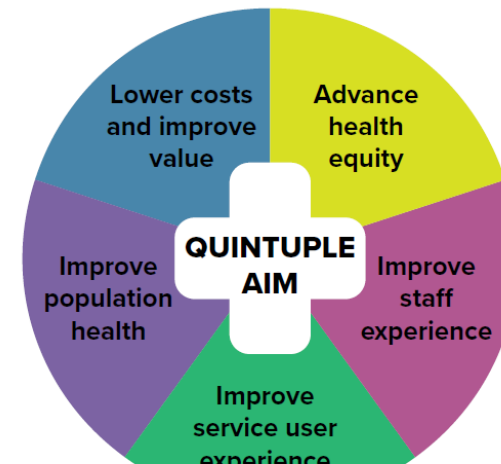 Lower costs
and improve
value
Advance
health
equity
QUINTUPLE
AIM
Improve
population
health
Improve
staff
experience
Improve
service user
experience